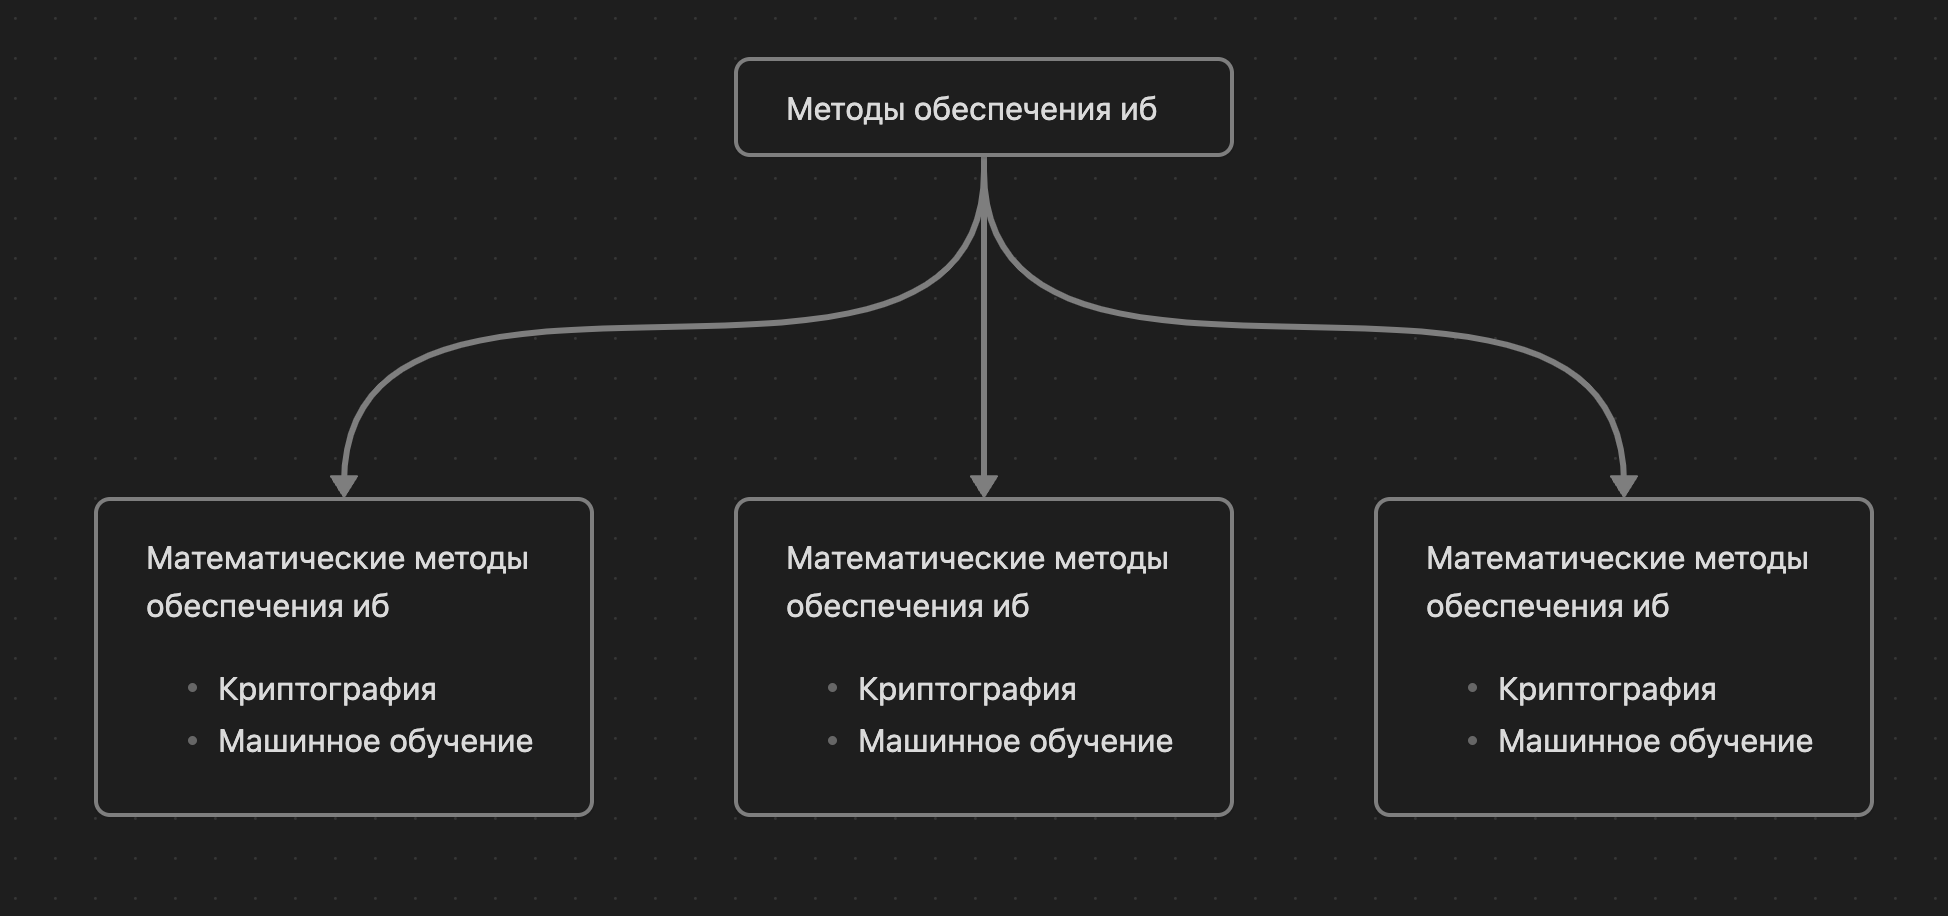 Методы обеспечения иб
Математические методы
обеспечения иб
Криптография
Машинное обучение
Математические методы
обеспечения иб
Криптография
Машинное обучение
Математические методы
обеспечения иб
Криптография
Машинное обучение